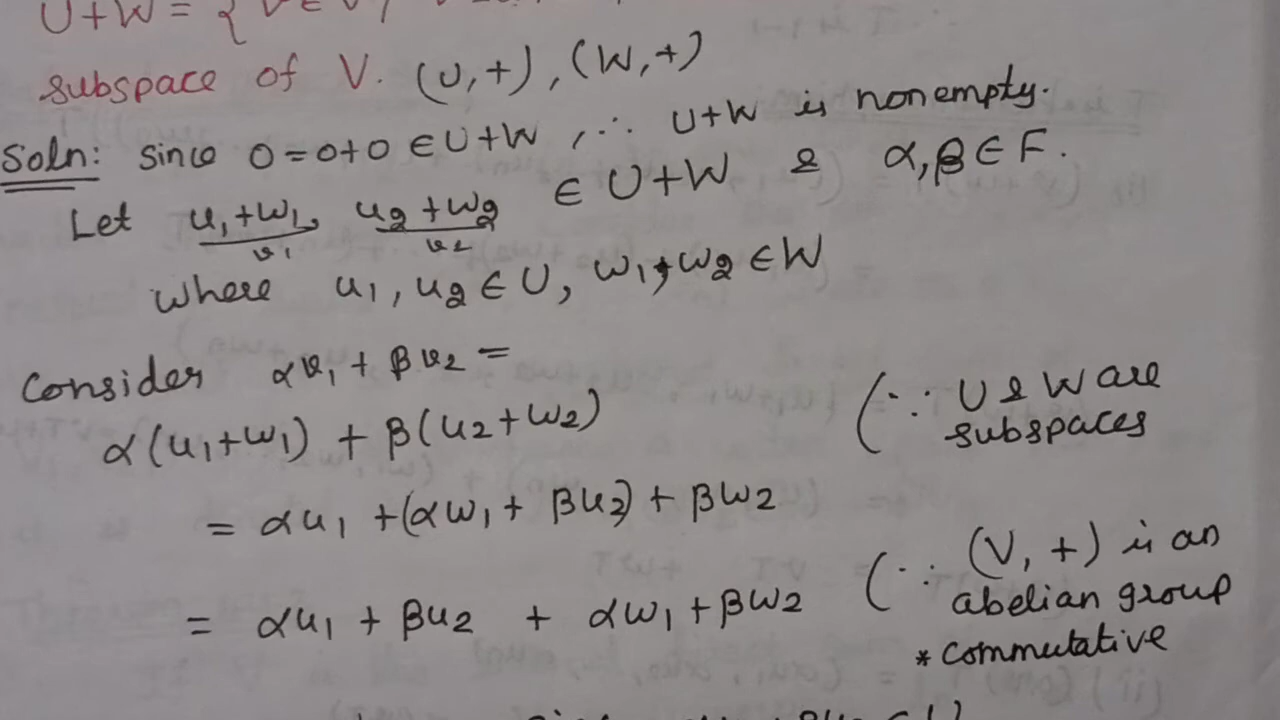 U+W = { V ∈ V /
subspace of V. (U,+), (W,+)
Soln: since 0=0+0 ∈ U+W, ∴ U+W is nonempty.
Let u1+w1, u2+w2 ∈ U+W & α,β ∈ F.
v1 v2
where u1, u2 ∈ U, w1, w2 ∈ W
Consider αv1 + βv2 =
α(u1+w1) + β(u2+w2) (∵ U & W are
subspaces
= αu1 + (αw1 + βu2) + βw2
= αu1 + βu2 + αw1 + βw2 (∵ (V, +) is an
abelian group
* commutative